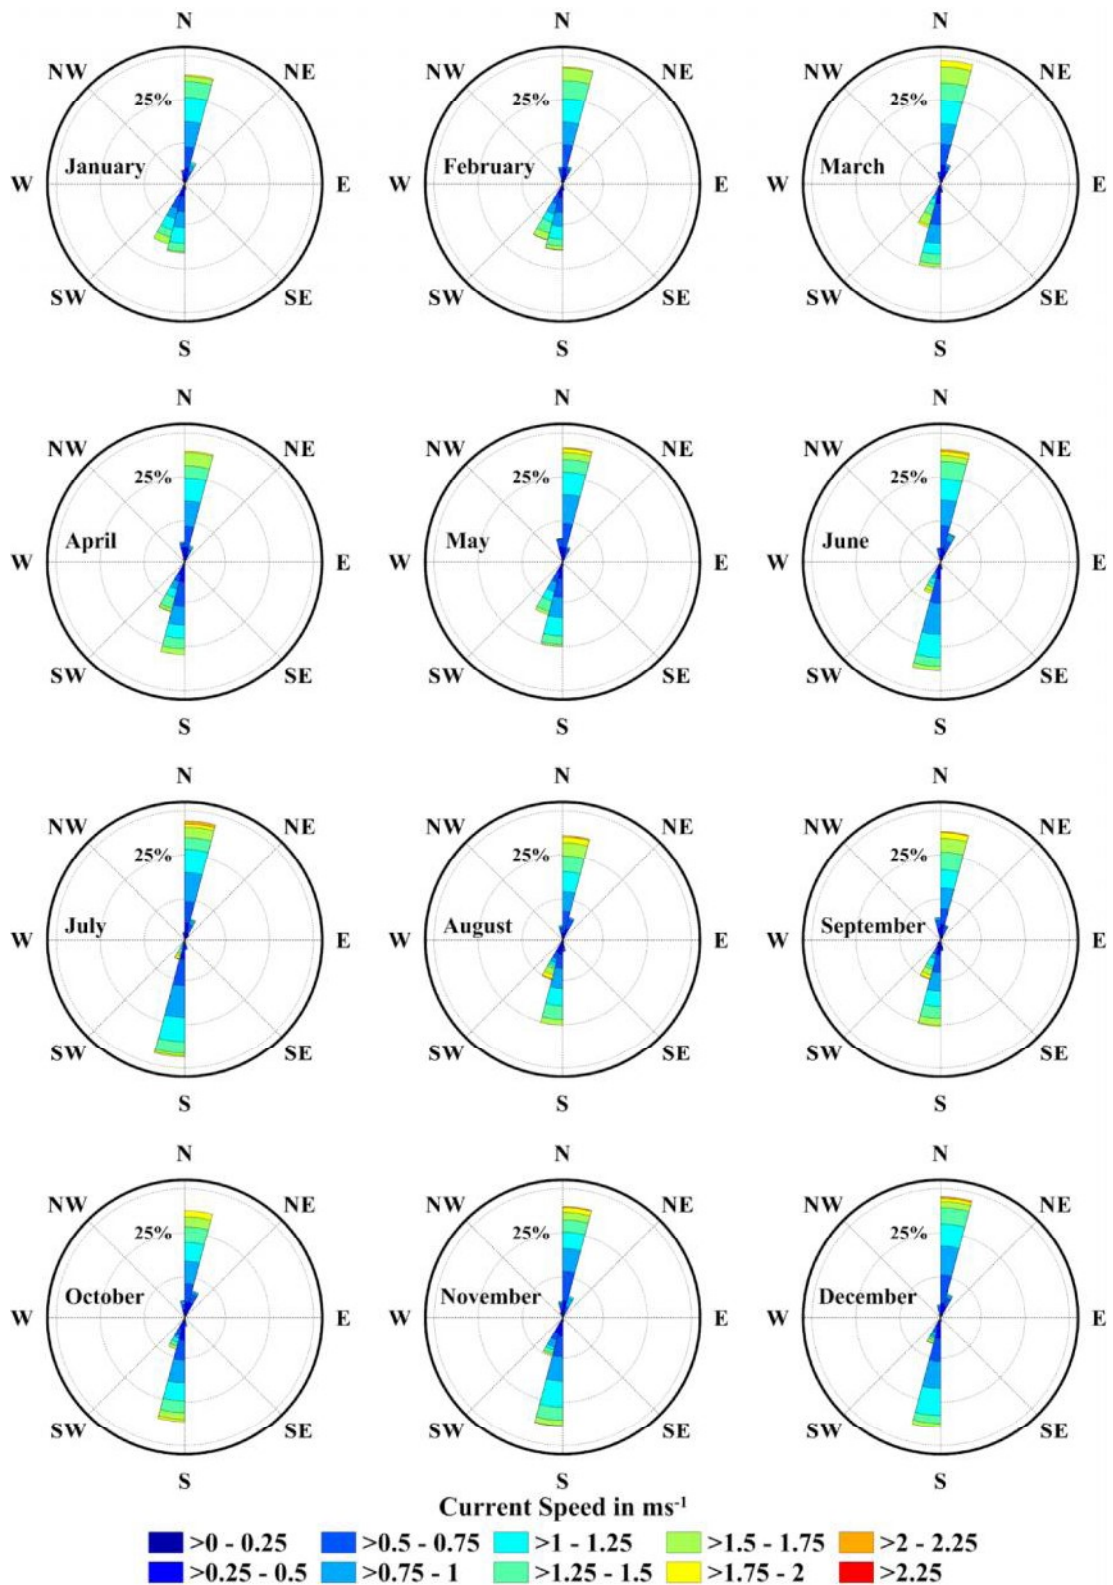 N N N
NW NE NW NE NW NE
25% 25% 25%
January February March
W E W E W E
SW SE SW SE SW SE
S S S
N N N
NW NE NW NE NW NE
25% 25% 25%
April May June
W E W E W E
SW SE SW SE SW SE
S S S
N N N
NW NE NW NE NW NE
25% 25% 25%
July August September
W E W E W E
SW SE SW SE SW SE
S S S
N N N
NW NE NW NE NW NE
25% 25% 25%
October November December
W E W E W E
SW SE SW SE SW SE
S S S
Current Speed in ms⁻¹
>0 - 0.25 >0.5 - 0.75 >1 - 1.25 >1.5 - 1.75 >2 - 2.25
>0.25 - 0.5 >0.75 - 1 >1.25 - 1.5 >1.75 - 2 >2.25